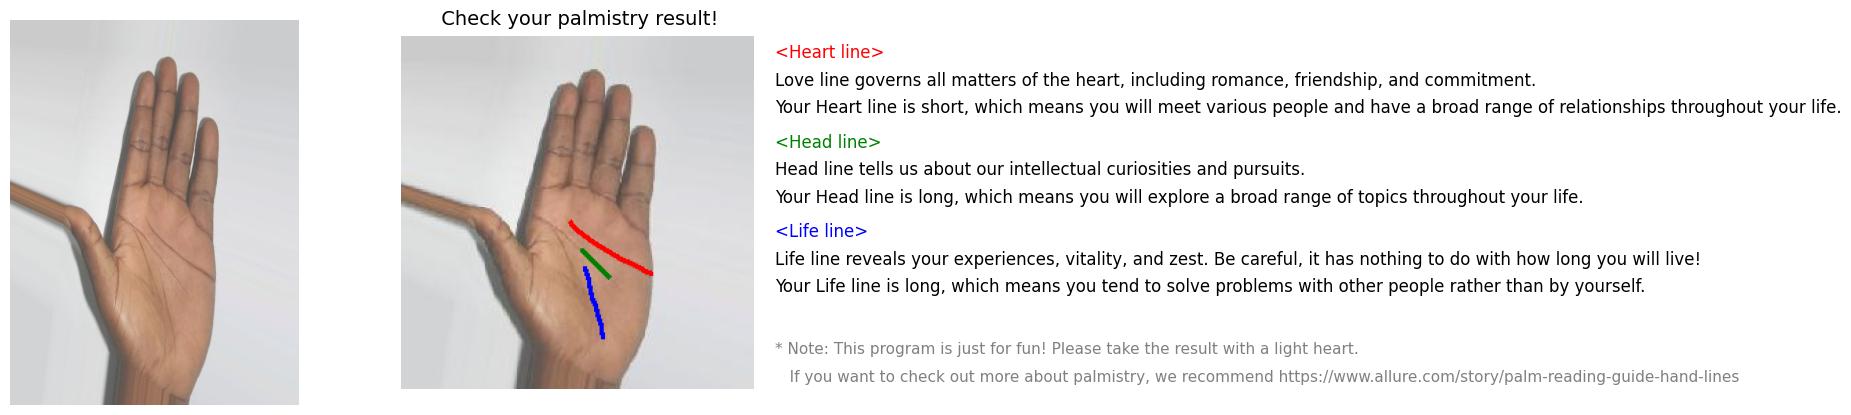 Check your palmistry result!
<Heart line>
Love line governs all matters of the heart, including romance, friendship, and commitment.
Your Heart line is short, which means you will meet various people and have a broad range of relationships throughout your life.
<Head line>
Head line tells us about our intellectual curiosities and pursuits.
Your Head line is long, which means you will explore a broad range of topics throughout your life.
<Life line>
Life line reveals your experiences, vitality, and zest. Be careful, it has nothing to do with how long you will live!
Your Life line is long, which means you tend to solve problems with other people rather than by yourself.
* Note: This program is just for fun! Please take the result with a light heart.
If you want to check out more about palmistry, we recommend https://www.allure.com/story/palm-reading-guide-hand-lines